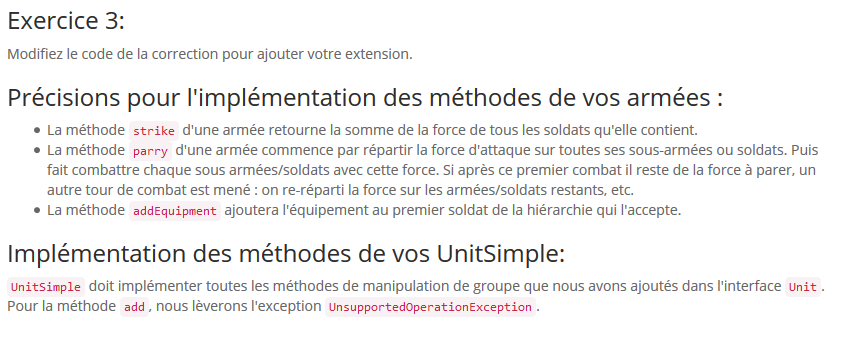 Exercice 3:
Modifiez le code de la correction pour ajouter votre extension.
Précisions pour l'implémentation des méthodes de vos armées :
La méthode strike d'une armée retourne la somme de la force de tous les soldats qu'elle contient.
La méthode parry d'une armée commence par répartir la force d'attaque sur toutes ses sous-armées ou soldats. Puis
fait combattre chaque sous armées/soldats avec cette force. Si après ce premier combat il reste de la force à parer, un
autre tour de combat est mené : on re-réparti la force sur les armées/soldats restants, etc.
La méthode addEquipment ajoutera l'équipement au premier soldat de la hiérarchie qui l'accepte.
Implémentation des méthodes de vos UnitSimple:
UnitSimple doit implémenter toutes les méthodes de manipulation de groupe que nous avons ajoutés dans l'interface Unit.
Pour la méthode add, nous lèverons l'exception UnsupportedOperationException.